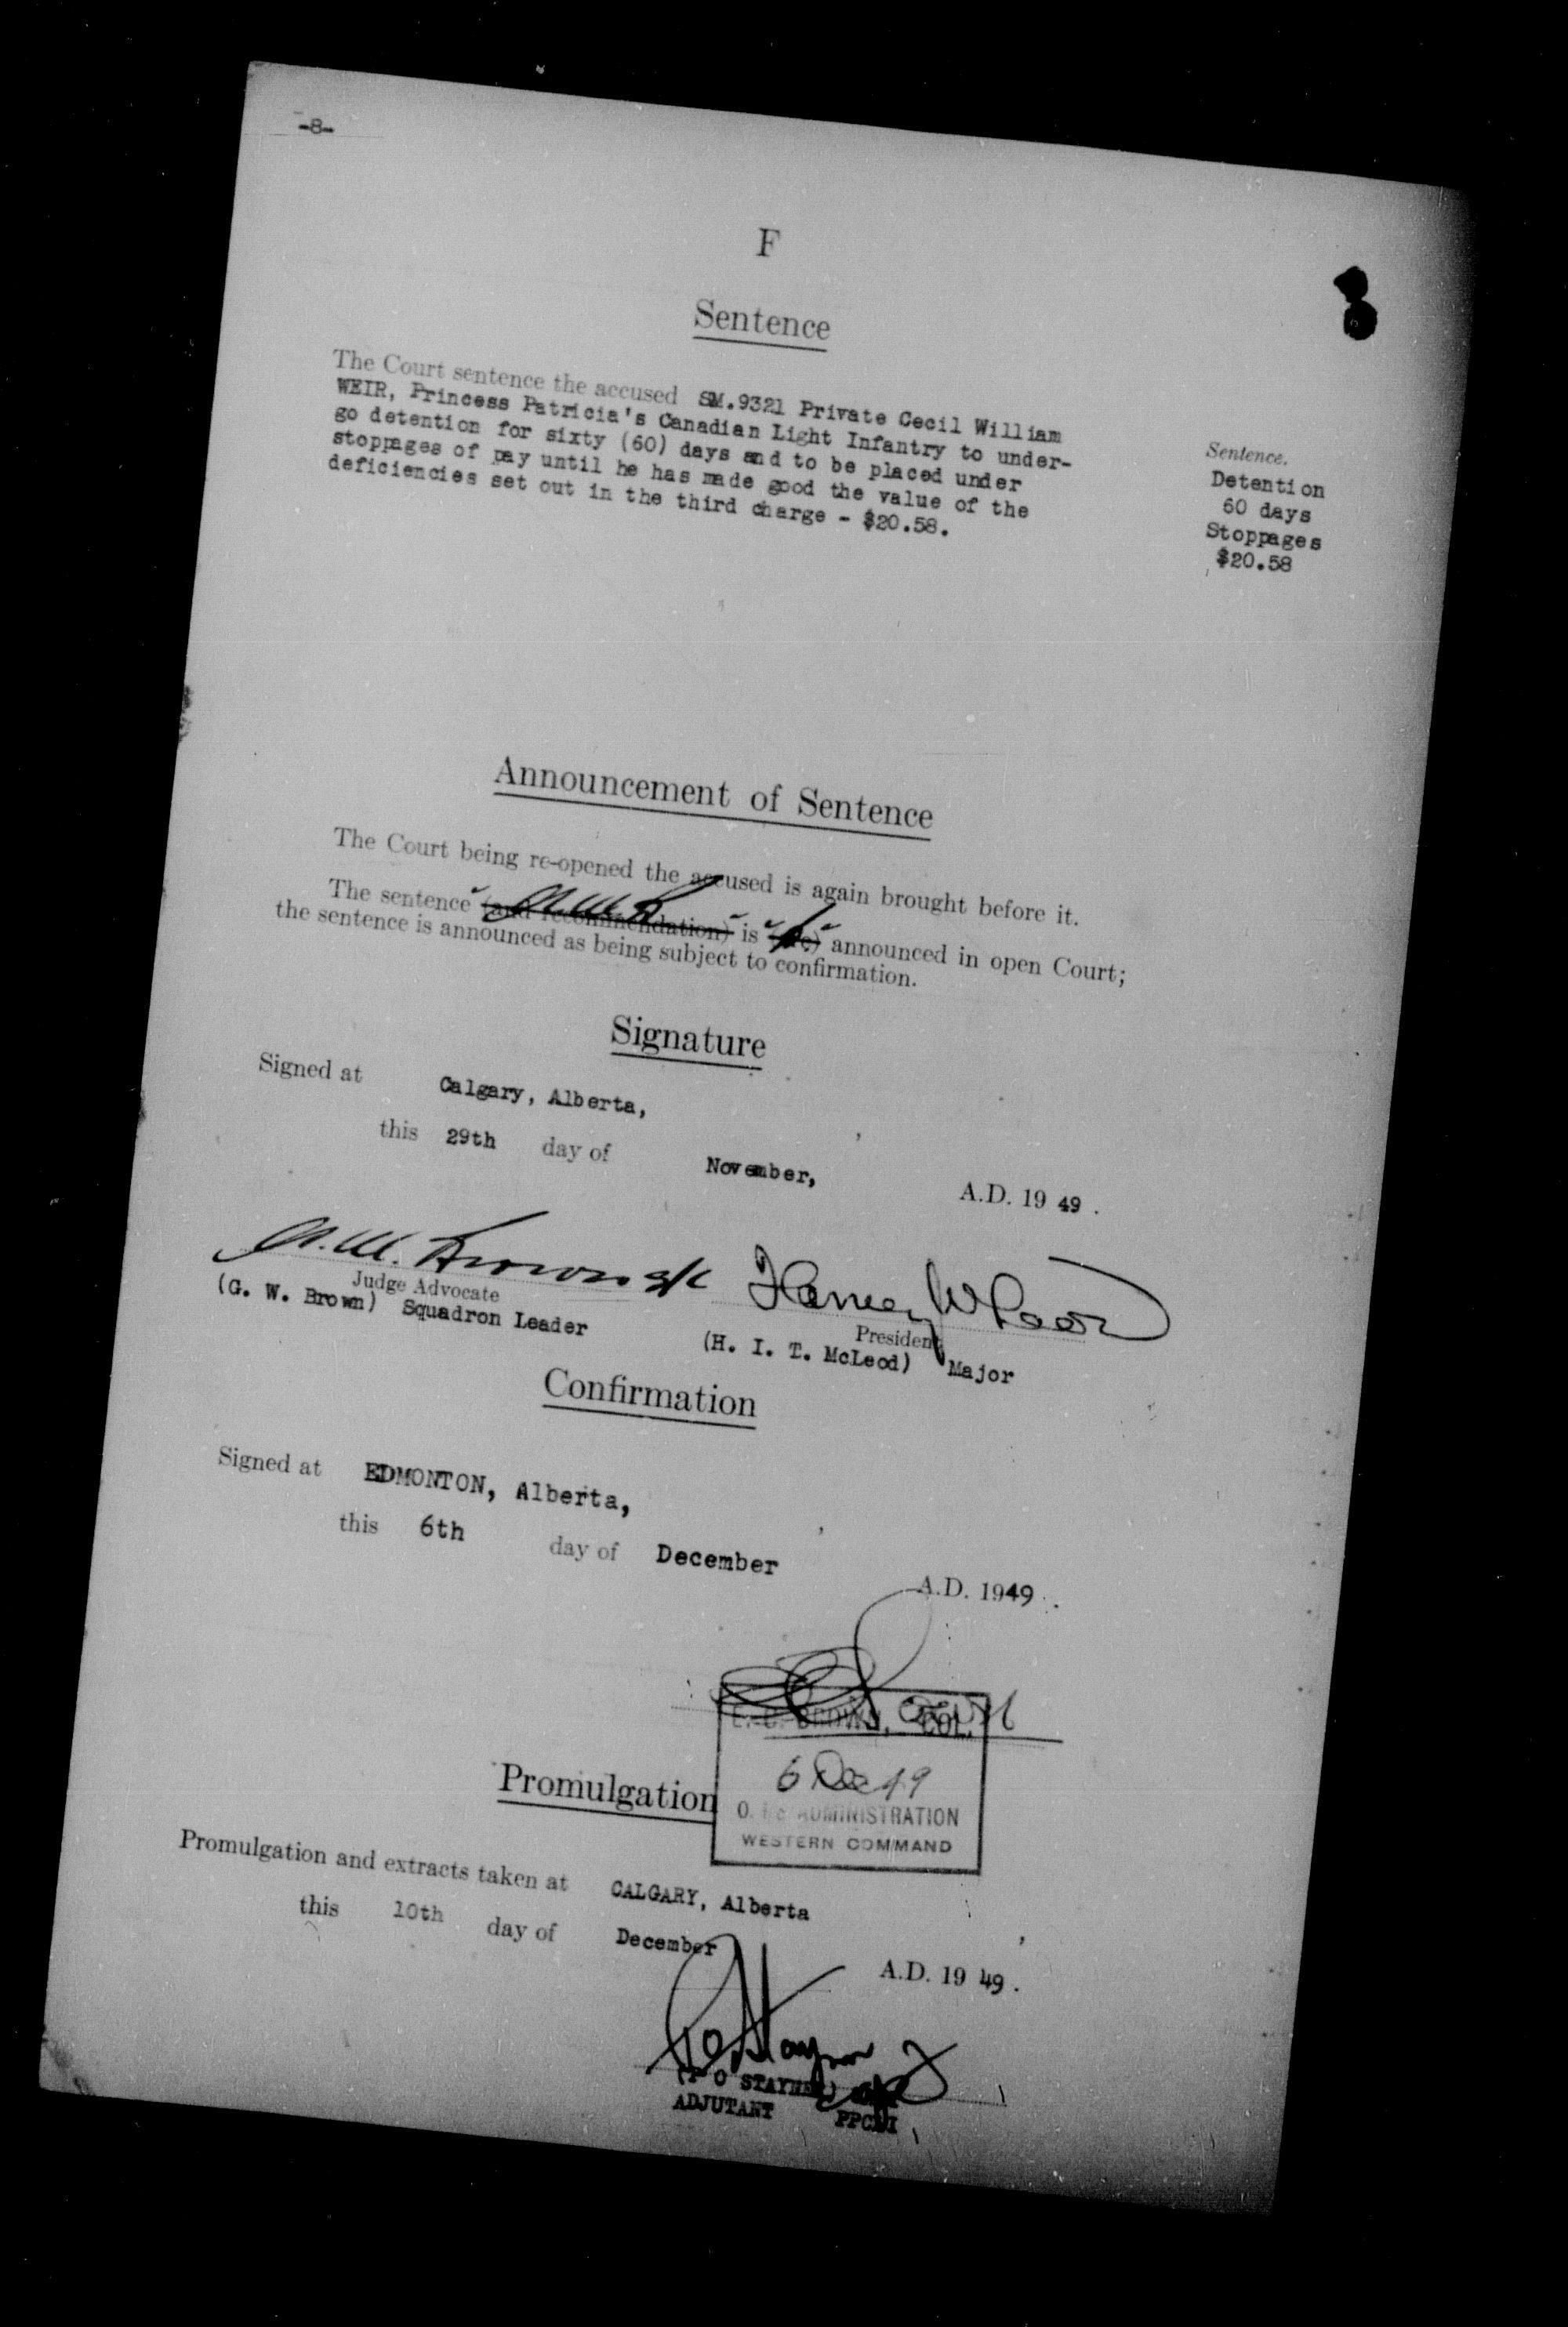 -8-
F
Sentence
The Court sentence the accused SM.9321 Private Cecil William
WEIR, Princess Patricia's Canadian Light Infantry to under-
go detention for sixty (60) days and to be placed under
stoppages of pay until he has made good the value of the
deficiencies set out in the third charge - $20.58.
Sentence.
Detention
60 days
Stoppages
$20.58
Announcement of Sentence
The Court being re-opened the accused is again brought before it.
The sentence (and recommendation) is announced in open Court;
the sentence is announced as being subject to confirmation.
Signature
Signed at
Calgary, Alberta,
this 29th day of November, A.D. 19 49 .
Judge Advocate
(G. W. Brown) Squadron Leader
President
(H. I. T. McLeod) Major
Confirmation
Signed at EDMONTON, Alberta,
this 6th day of December A.D. 1949 .
BROWN, COL.
6 Dec 49
ADMINISTRATION
WESTERN COMMAND
Promulgation
Promulgation and extracts taken at CALGARY, Alberta
this 10th day of December A.D. 19 49 .
(P O STAYNER)
ADJUTANT PPCLI